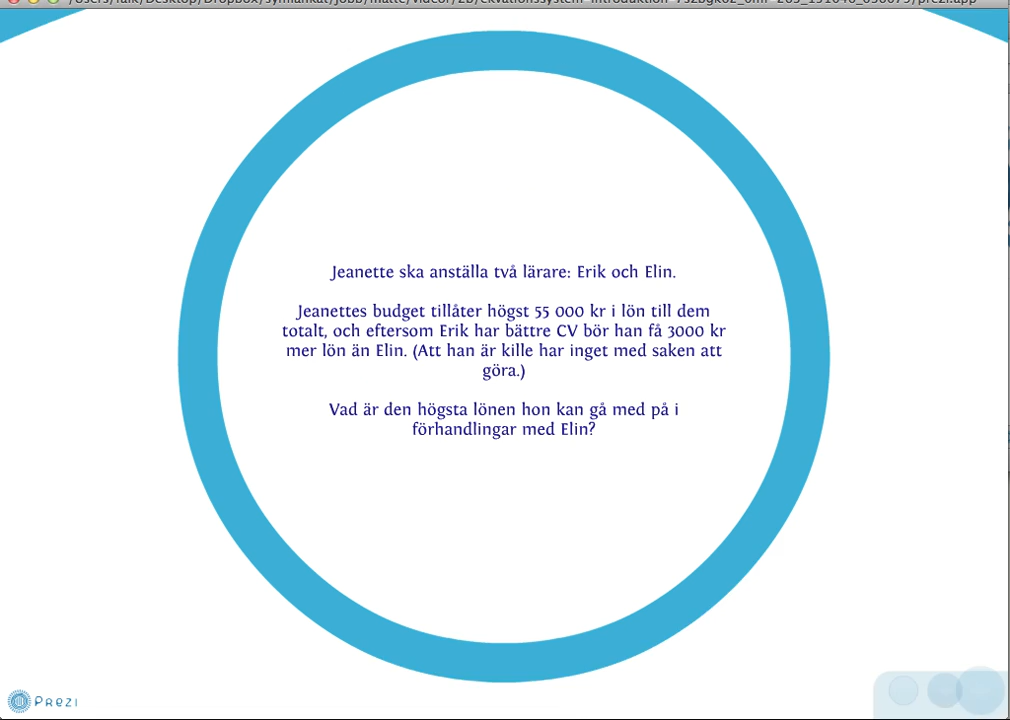 Jeanette ska anställa två lärare: Erik och Elin.
Jeanettes budget tillåter högst 55 000 kr i lön till dem
totalt, och eftersom Erik har bättre CV bör han få 3000 kr
mer lön än Elin. (Att han är kille har inget med saken att
göra.)
Vad är den högsta lönen hon kan gå med på i
förhandlingar med Elin?
Prezi